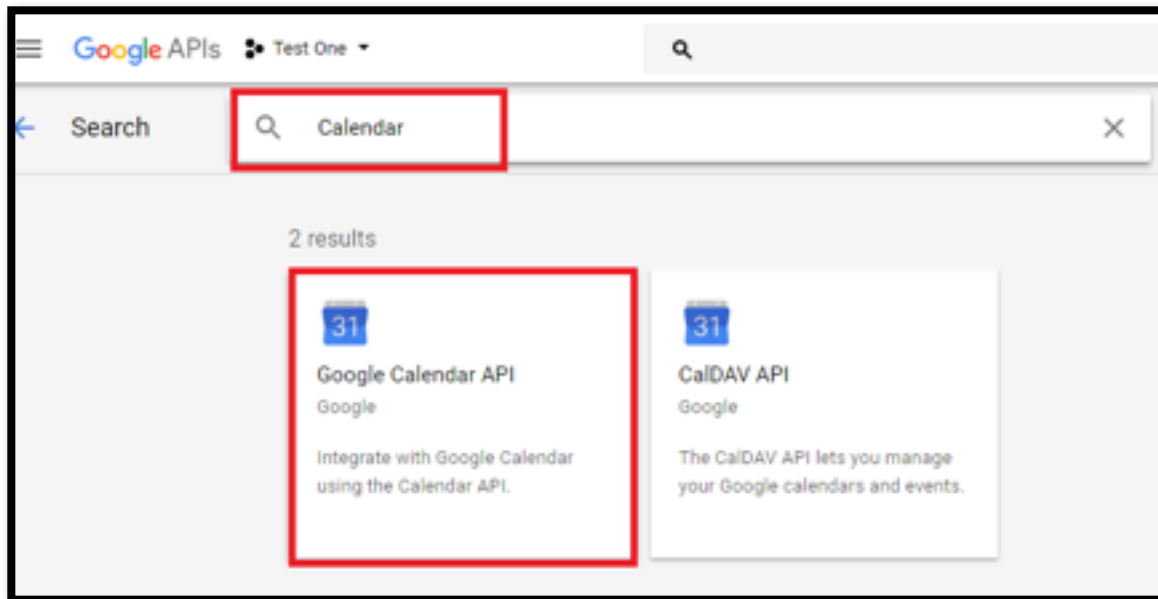 Google APIs Test One
Search Calendar
2 results
31
Google Calendar API
Google
Integrate with Google Calendar
using the Calendar API.
31
CalDAV API
Google
The CalDAV API lets you manage
your Google calendars and events.